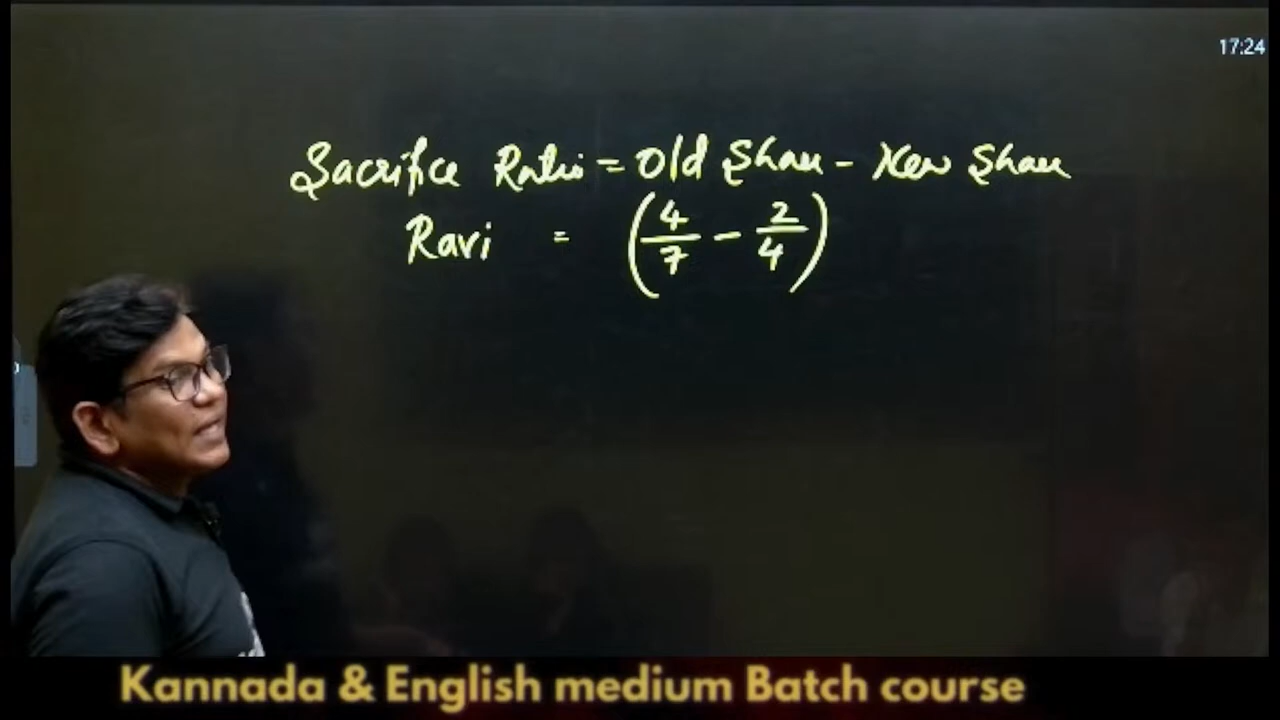 17:24
Sacrifice Ratio = Old Share - New Share
Ravi = (4/7 - 2/4)
Kannada & English medium Batch course